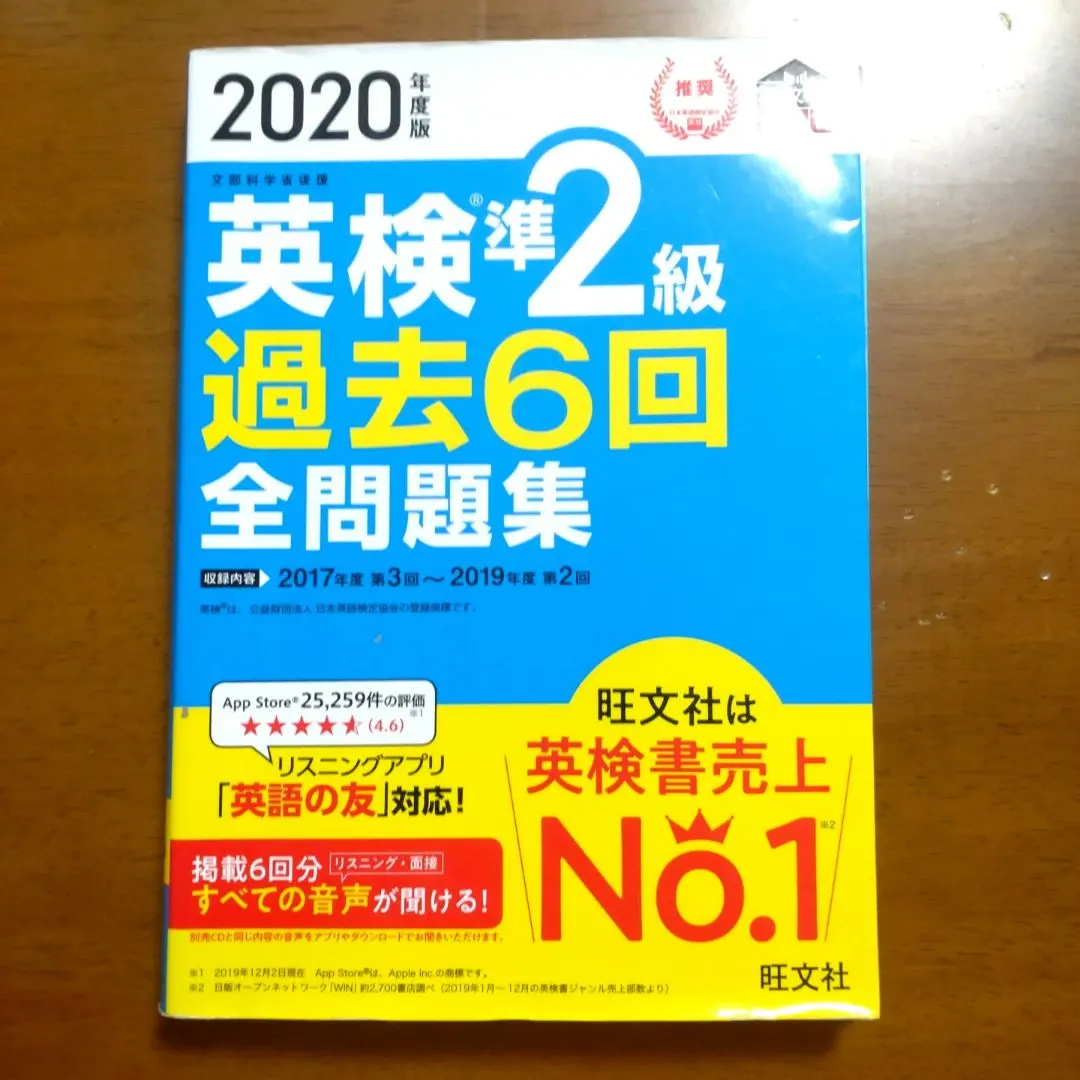 2020年度版
推奨
日本英語検定協会
文部科学省後援
英検®準2級
過去6回
全問題集
収録内容 2017年度 第3回～2019年度 第2回
英検®は、公益財団法人 日本英語検定協会の登録商標です。
App Store® 25,259件の評価
※1
(4.6)
リスニングアプリ
「英語の友」対応!
掲載6回分 リスニング・面接
すべての音声が聞ける!
別売CDと同じ内容の音声をアプリやダウンロードでお聞きいただけます。
旺文社は
英検書売上
No.1
※2
※1 2019年12月2日現在 App Store®は、Apple Inc.の商標です。
※2 日販オープンネットワーク「WIN」約2,700書店調べ(2019年1月～12月の英検書ジャンル売上部数より)
旺文社